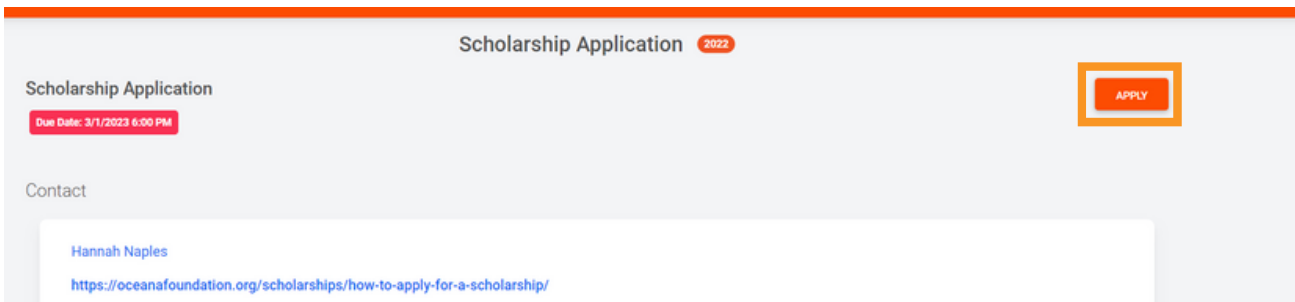 Scholarship Application 2022
Scholarship Application
APPLY
Due Date: 3/1/2023 6:00 PM
Contact
Hannah Naples
https://oceanafoundation.org/scholarships/how-to-apply-for-a-scholarship/